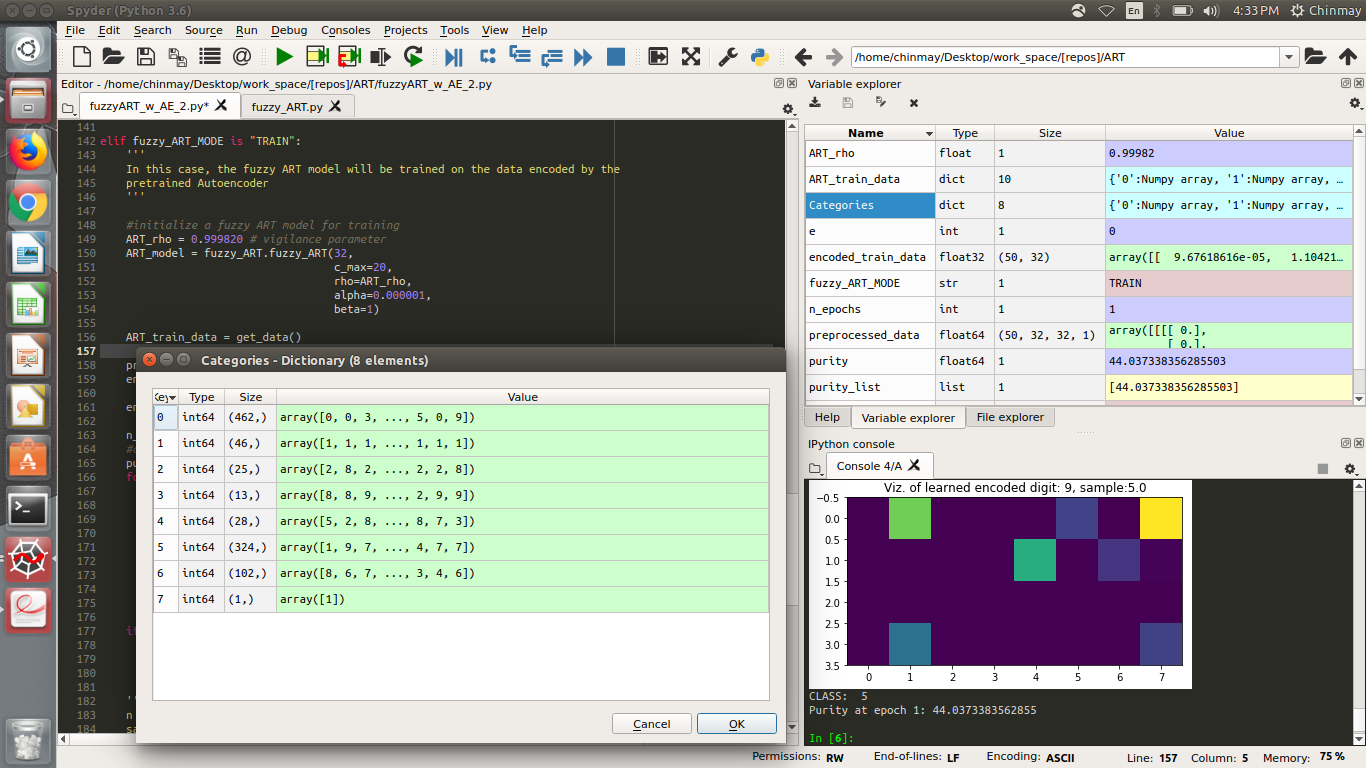 Spyder (Python 3.6)
En
4:33 PM
Chinmay
File Edit Search Source Run Debug Consoles Projects Tools View Help
/home/chinmay/Desktop/work_space/[repos]/ART
Editor - /home/chinmay/Desktop/work_space/[repos]/ART/fuzzyART_w_AE_2.py
fuzzyART_w_AE_2.py* fuzzy_ART.py
141
142 elif fuzzy_ART_MODE is "TRAIN":
143 '''
144 In this case, the fuzzy ART model will be trained on the data encoded by the
145 pretrained Autoencoder
146 '''
147
148 #initialize a fuzzy ART model for training
149 ART_rho = 0.999820 # vigilance parameter
150 ART_model = fuzzy_ART.fuzzy_ART(32,
151 c_max=20,
152 rho=ART_rho,
153 alpha=0.000001,
154 beta=1)
155
156 ART_train_data = get_data()
157
158 p
159 e
160
161 e
162
163 n
164 #
165 pu
166 fo
167
168
169
170
171
172
173
174
175
176
177 i
178
179
180
181
182 '
183 n
184 sa
Categories - Dictionary (8 elements)
Key Type Size Value
0 int64 (462,) array([0, 0, 3, ..., 5, 0, 9])
1 int64 (46,) array([1, 1, 1, ..., 1, 1, 1])
2 int64 (25,) array([2, 8, 2, ..., 2, 2, 8])
3 int64 (13,) array([8, 8, 9, ..., 2, 9, 9])
4 int64 (28,) array([5, 2, 8, ..., 8, 7, 3])
5 int64 (324,) array([1, 9, 7, ..., 4, 7, 7])
6 int64 (102,) array([8, 6, 7, ..., 3, 4, 6])
7 int64 (1,) array([1])
Cancel OK
Variable explorer
Name Type Size Value
ART_rho float 1 0.99982
ART_train_data dict 10 {'0':Numpy array, '1':Numpy array, …
Categories dict 8 {'0':Numpy array, '1':Numpy array, …
e int 1 0
encoded_train_data float32 (50, 32) array([[ 9.67618616e-05, 1.10421…
fuzzy_ART_MODE str 1 TRAIN
n_epochs int 1 1
preprocessed_data float64 (50, 32, 32, 1) array([[[[ 0.],
[ 0.],
purity float64 1 44.037338356285503
purity_list list 1 [44.037338356285503]
Help Variable explorer File explorer
IPython console
Console 4/A
Viz. of learned encoded digit: 9, sample:5.0
−0.5
0.0
0.5
1.0
1.5
2.0
2.5
3.0
3.5
0 1 2 3 4 5 6 7
CLASS: 5
Purity at epoch 1: 44.0373383562855
In [6]:
Permissions: RW End-of-lines: LF Encoding: ASCII Line: 157 Column: 5 Memory: 75 %